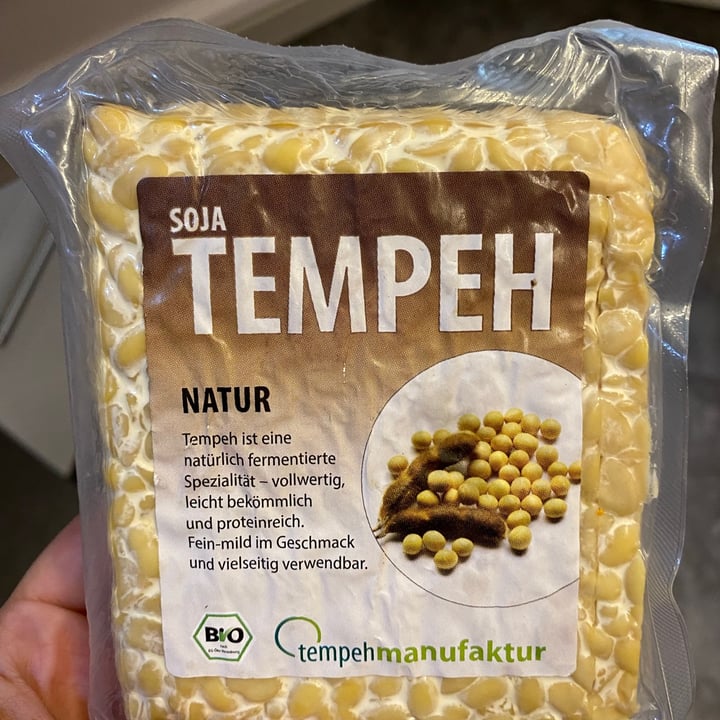 SOJA
TEMPEH
NATUR
Tempeh ist eine
natürlich fermentierte
Spezialität – vollwertig,
leicht bekömmlich
und proteinreich.
Fein-mild im Geschmack
und vielseitig verwendbar.
BIO
tempehmanufaktur